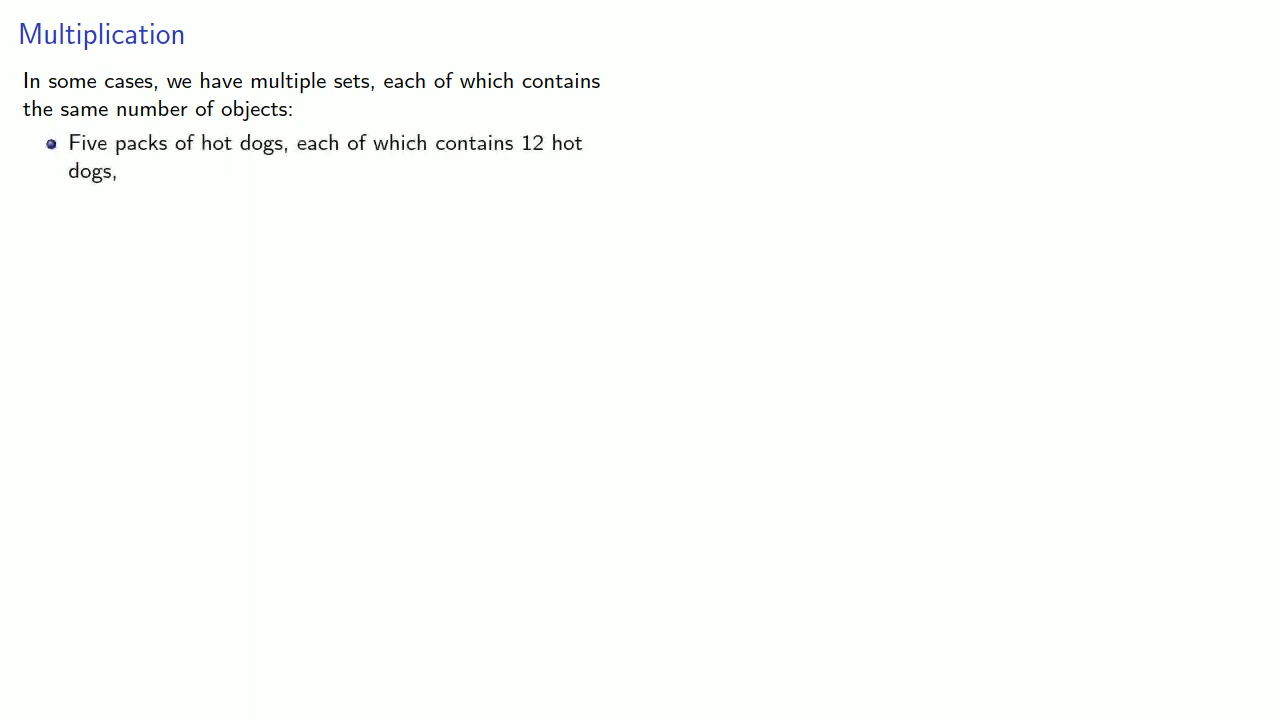 Multiplication
In some cases, we have multiple sets, each of which contains
the same number of objects:
Five packs of hot dogs, each of which contains 12 hot
dogs,